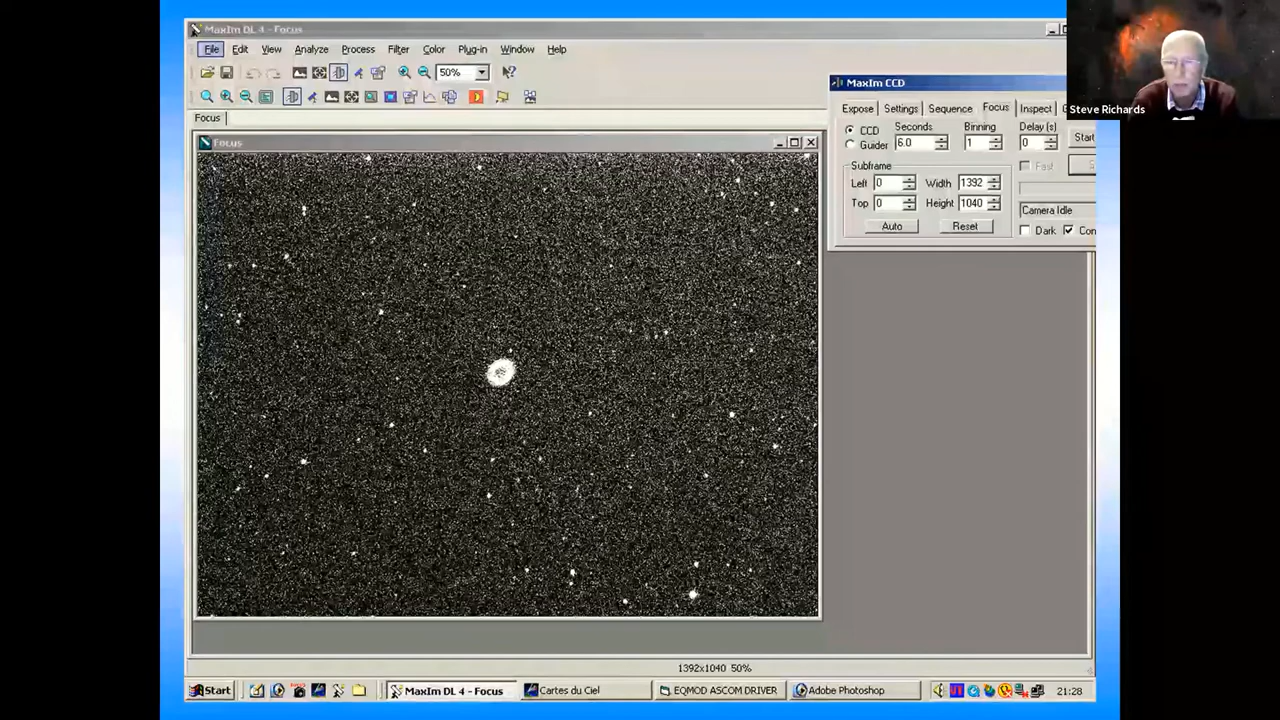 MaxIm DL 4 - Focus
File Edit View Analyze Process Filter Color Plug-in Window Help
50%
Focus
Focus
MaxIm CCD
Expose Settings Sequence Focus Inspect
CCD Seconds Binning Delay (s)
Guider 6.0 1 0 Start
Subframe Fast
Left 0 Width 1392
Top 0 Height 1040 Camera Idle
Auto Reset Dark Con
Steve Richards
1392x1040 50%
Start MaxIm DL 4 - Focus Cartes du Ciel EQMOD ASCOM DRIVER Adobe Photoshop 21:28